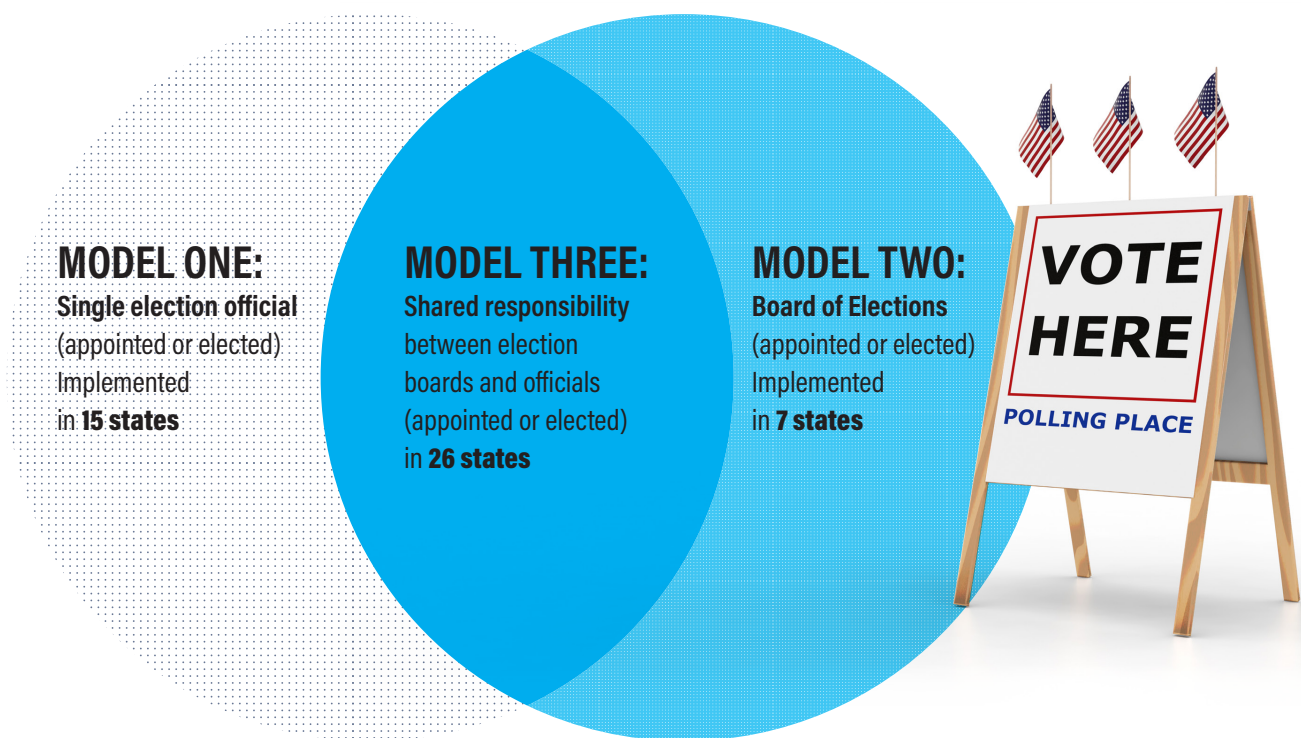 MODEL ONE:
Single election official
(appointed or elected)
Implemented
in 15 states
MODEL THREE:
Shared responsibility
between election
boards and officials
(appointed or elected)
in 26 states
MODEL TWO:
Board of Elections
(appointed or elected)
Implemented
in 7 states
VOTE
HERE
POLLING PLACE